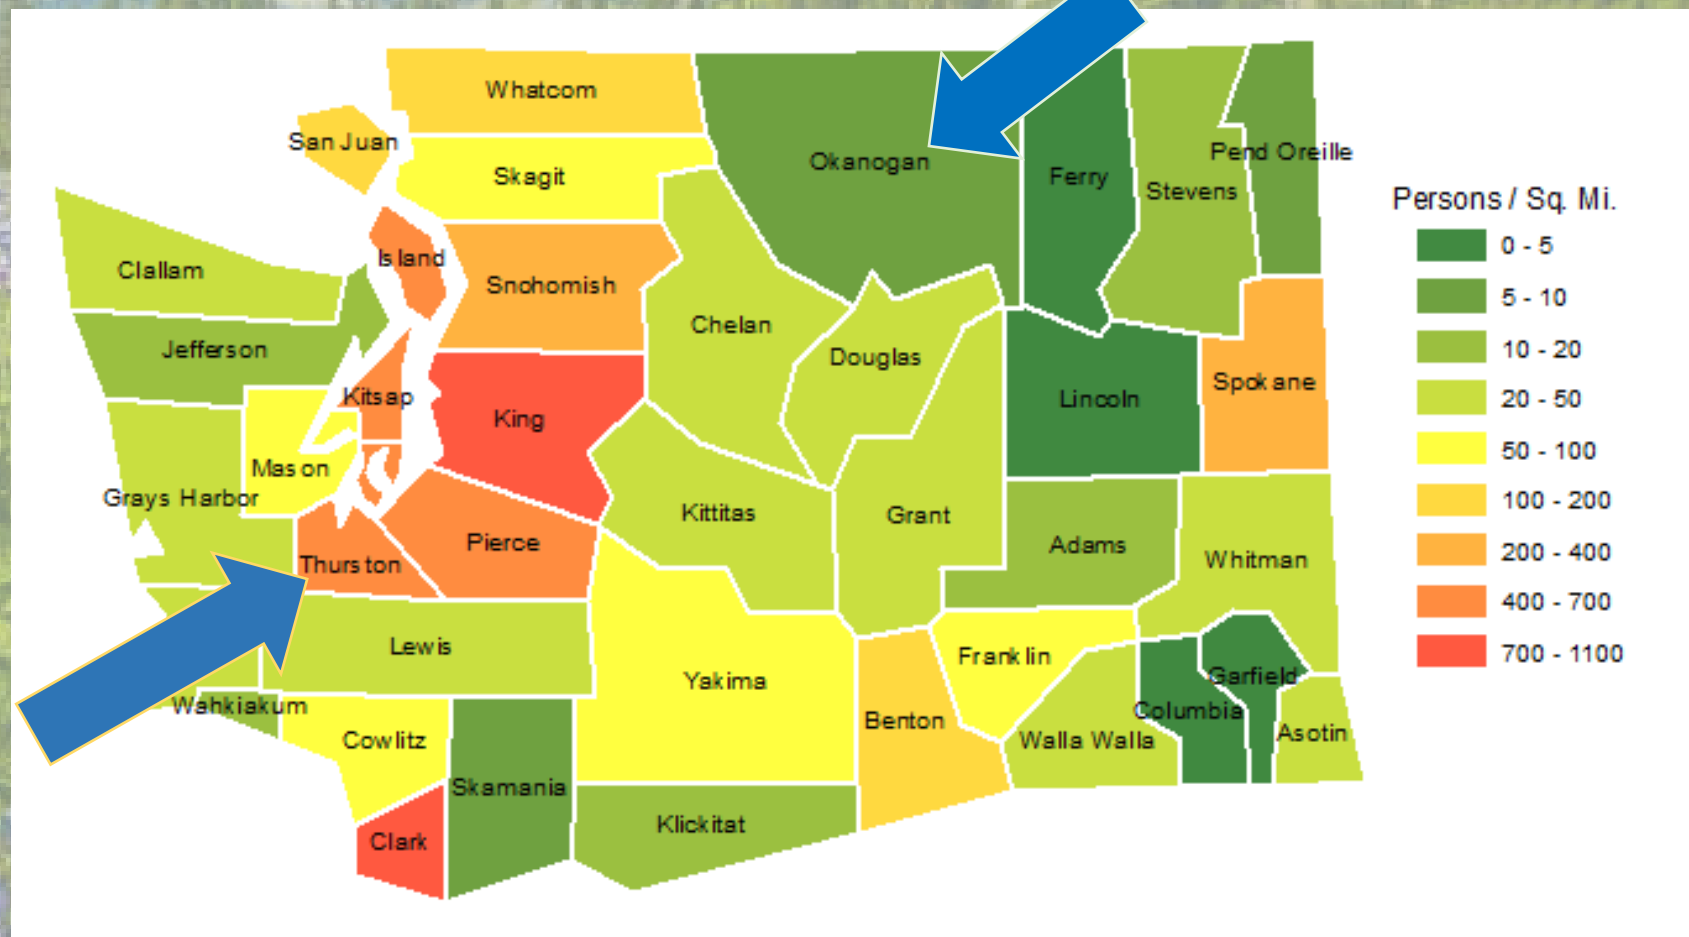 Whatcom
San Juan
Skagit
Okanogan
Ferry
Stevens
Pend Oreille
Clallam
Island
Snohomish
Chelan
Douglas
Jefferson
Kitsap
King
Lincoln
Spokane
Mason
Grays Harbor
Kittitas
Grant
Adams
Whitman
Thurston
Pierce
Lewis
Yakima
Franklin
Garfield
Wahkiakum
Cowlitz
Benton
Walla Walla
Columbia
Asotin
Skamania
Klickitat
Clark
Persons / Sq. Mi.
0 - 5
5 - 10
10 - 20
20 - 50
50 - 100
100 - 200
200 - 400
400 - 700
700 - 1100